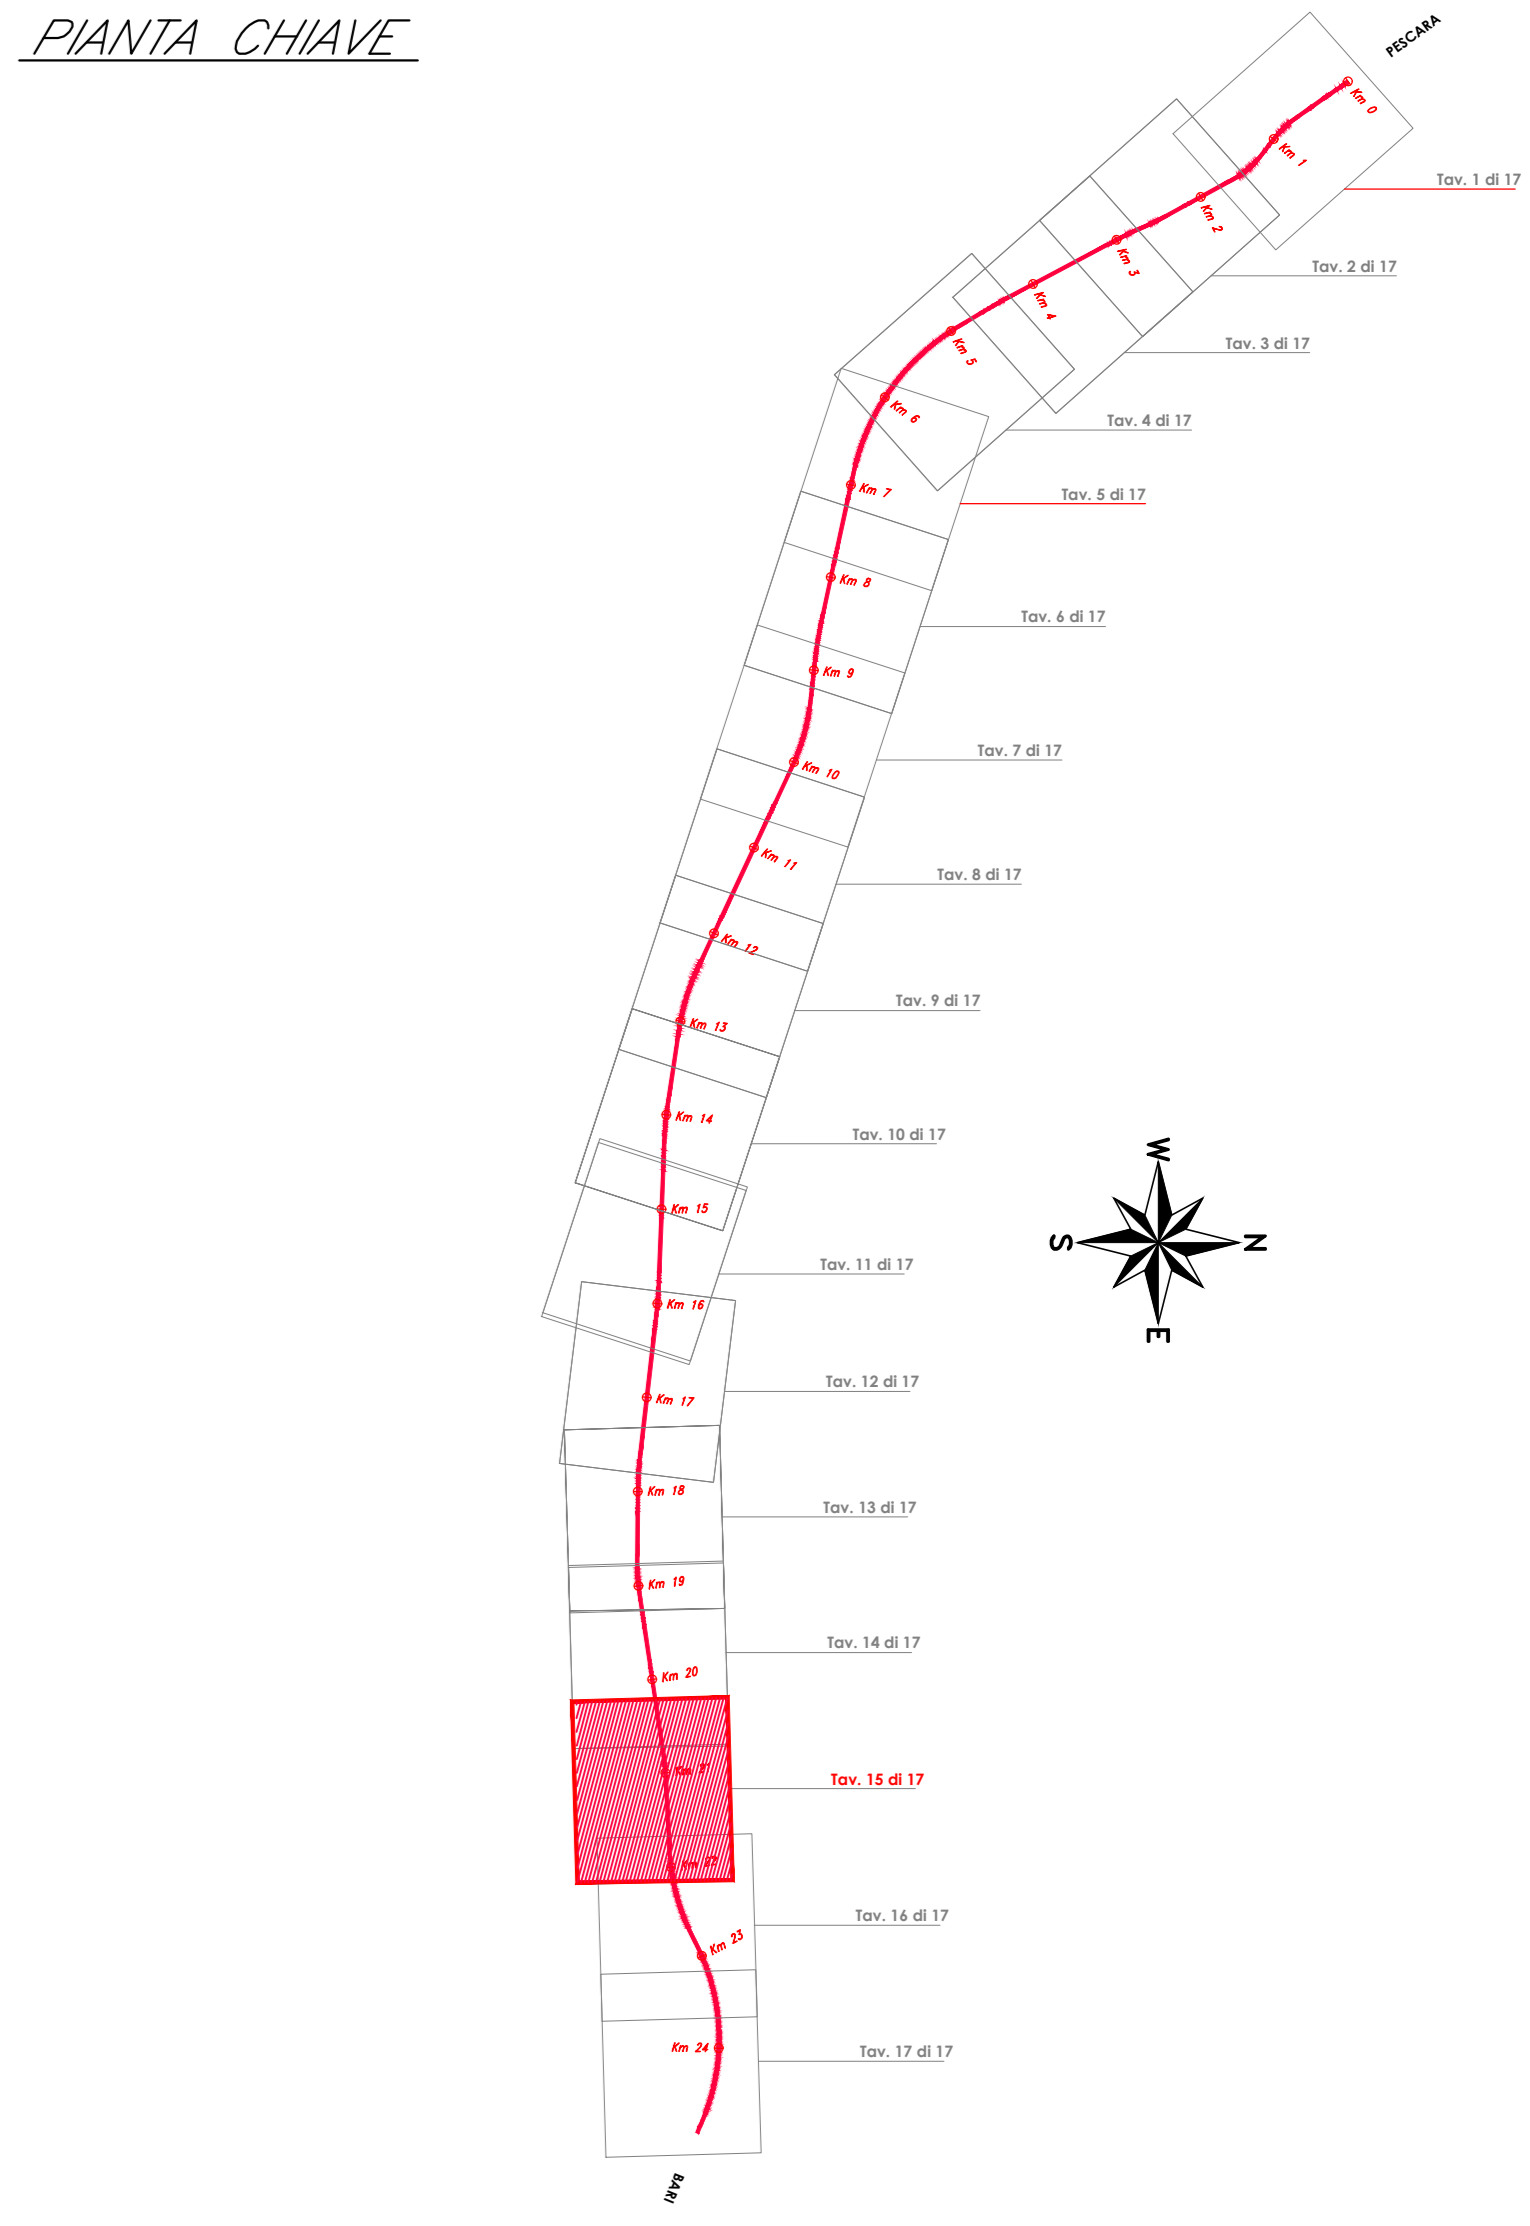 PIANTA CHIAVE
PESCARA
Km 0
Km 1
Tav. 1 di 17
Km 2
Km 3
Tav. 2 di 17
Km 4
Km 5
Tav. 3 di 17
Km 6
Tav. 4 di 17
Km 7
Tav. 5 di 17
Km 8
Tav. 6 di 17
Km 9
Tav. 7 di 17
Km 10
Km 11
Tav. 8 di 17
Km 12
Tav. 9 di 17
Km 13
Km 14
Tav. 10 di 17
W
Km 15
S
N
Tav. 11 di 17
Km 16
E
Tav. 12 di 17
Km 17
Km 18
Tav. 13 di 17
Km 19
Tav. 14 di 17
Km 20
Km 21
Tav. 15 di 17
Km 22
Tav. 16 di 17
Km 23
Km 24
Tav. 17 di 17
BARI